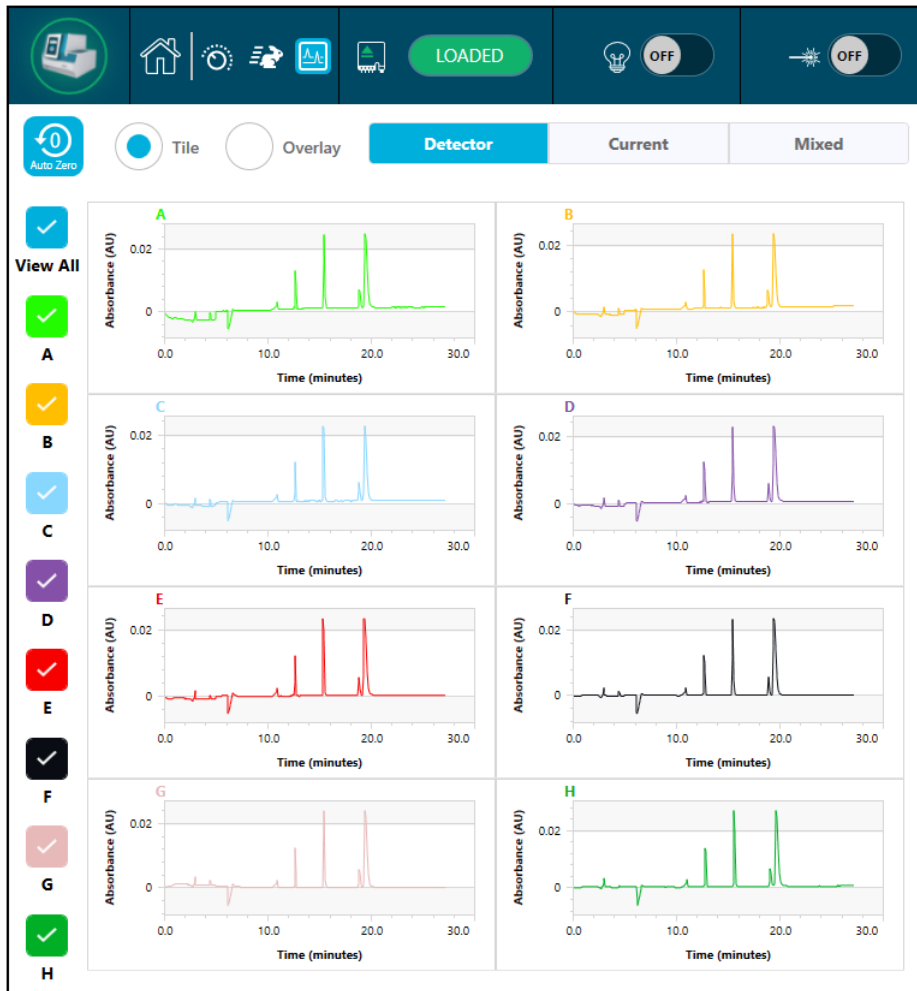 LOADED
OFF
OFF
0
Auto Zero
Tile
Overlay
Detector
Current
Mixed
View All
A
B
C
D
E
F
G
H
A
Absorbance (AU)
0.02
0
0.0 10.0 20.0 30.0
Time (minutes)
B
Absorbance (AU)
0.02
0
0.0 10.0 20.0 30.0
Time (minutes)
C
Absorbance (AU)
0.02
0
0.0 10.0 20.0 30.0
Time (minutes)
D
Absorbance (AU)
0.02
0
0.0 10.0 20.0 30.0
Time (minutes)
E
Absorbance (AU)
0.02
0
0.0 10.0 20.0 30.0
Time (minutes)
F
Absorbance (AU)
0.02
0
0.0 10.0 20.0 30.0
Time (minutes)
G
Absorbance (AU)
0.02
0
0.0 10.0 20.0 30.0
Time (minutes)
H
Absorbance (AU)
0.02
0
0.0 10.0 20.0 30.0
Time (minutes)